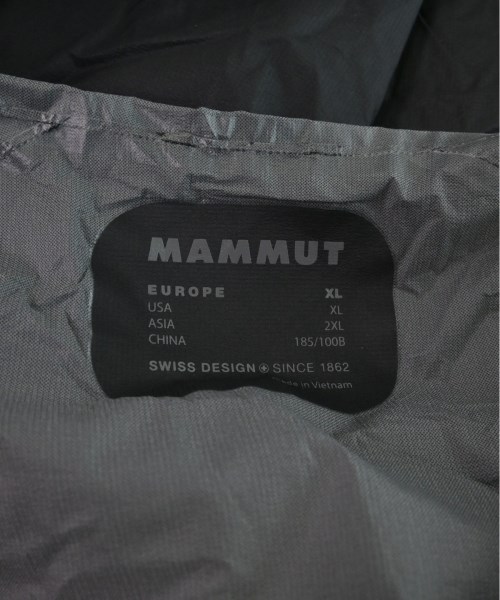 MAMMUT
EUROPE XL
USA XL
ASIA 2XL
CHINA 185/100B
SWISS DESIGN + SINCE 1862
in Vietnam